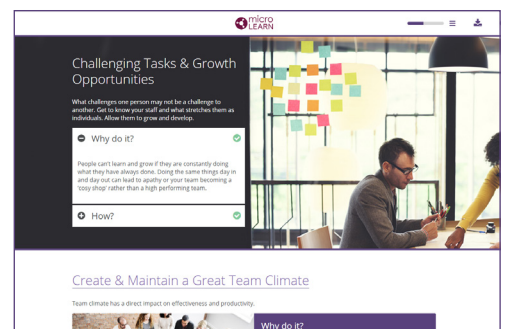 micro
LEARN
Challenging Tasks & Growth
Opportunities
What challenges one person may not be a challenge to
another. Get to know your staff and what stretches them as
individuals. Allow them to grow and develop.
Why do it?
People can't learn and grow if they are constantly doing
what they have always done. Doing the same things day in
and day out can lead to apathy or your team becoming a
'cosy shop' rather than a high performing team.
How?
Create & Maintain a Great Team Climate
Team climate has a direct impact on effectiveness and productivity.
Why do it?